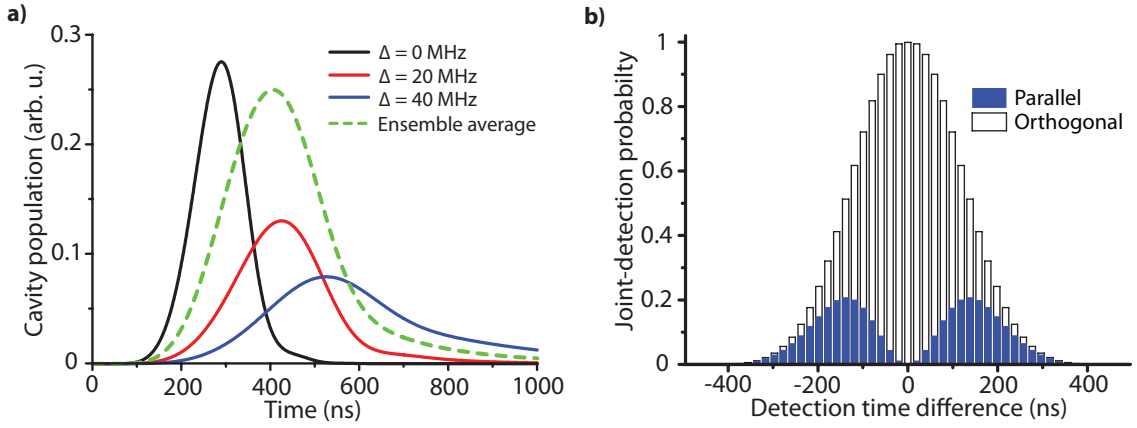 a)
Cavity population (arb. u.)
0.3
0.2
0.1
0
0 200 400 600 800 1000
Time (ns)
Δ = 0 MHz
Δ = 20 MHz
Δ = 40 MHz
Ensemble average
b)
Joint-detection probabilty
1
0.8
0.6
0.4
0.2
0
-400 -200 0 200 400
Detection time difference (ns)
Parallel
Orthogonal